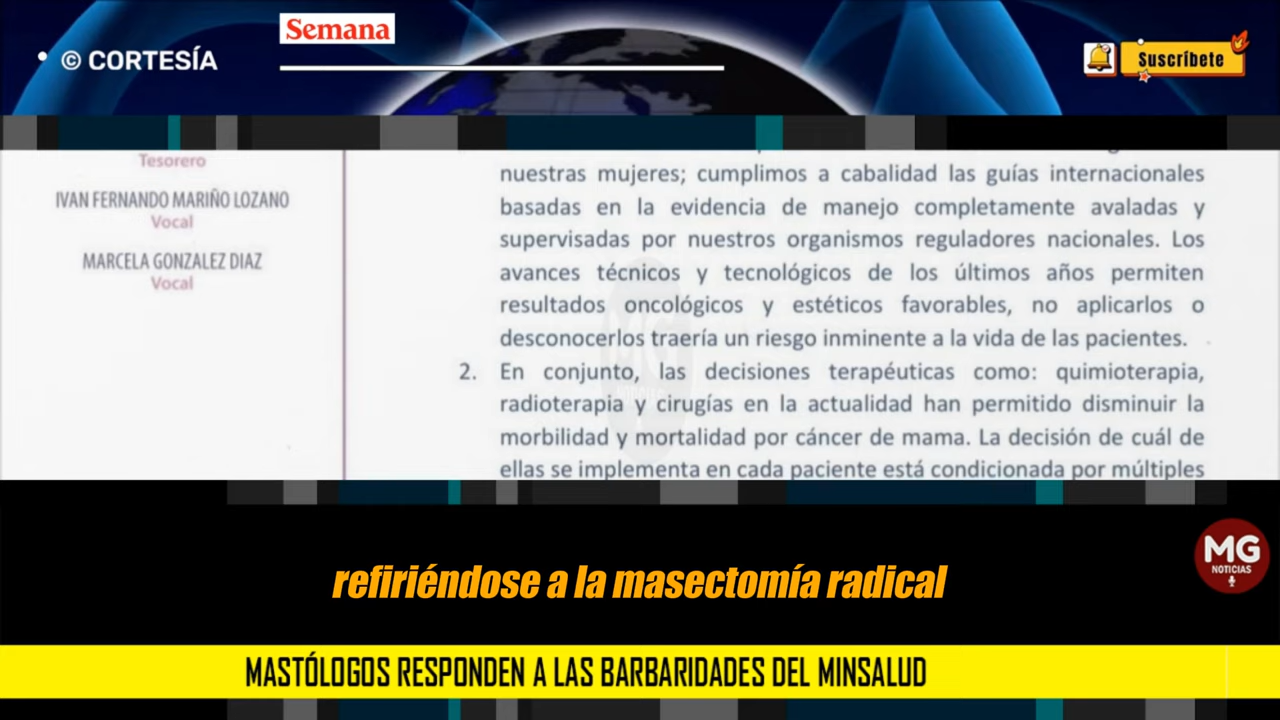 Semana
© CORTESÍA
Suscríbete
Tesorero
IVAN FERNANDO MARIÑO LOZANO
Vocal
MARCELA GONZALEZ DIAZ
Vocal
nuestras mujeres; cumplimos a cabalidad las guías internacionales
basadas en la evidencia de manejo completamente avaladas y
supervisadas por nuestros organismos reguladores nacionales. Los
avances técnicos y tecnológicos de los últimos años permiten
resultados oncológicos y estéticos favorables, no aplicarlos o
desconocerlos traería un riesgo inminente a la vida de las pacientes.
2. En conjunto, las decisiones terapéuticas como: quimioterapia,
radioterapia y cirugías en la actualidad han permitido disminuir la
morbilidad y mortalidad por cáncer de mama. La decisión de cuál de
ellas se implementa en cada paciente está condicionada por múltiples
MG
NOTICIAS
refiriéndose a la masectomía radical
MASTÓLOGOS RESPONDEN A LAS BARBARIDADES DEL MINSALUD